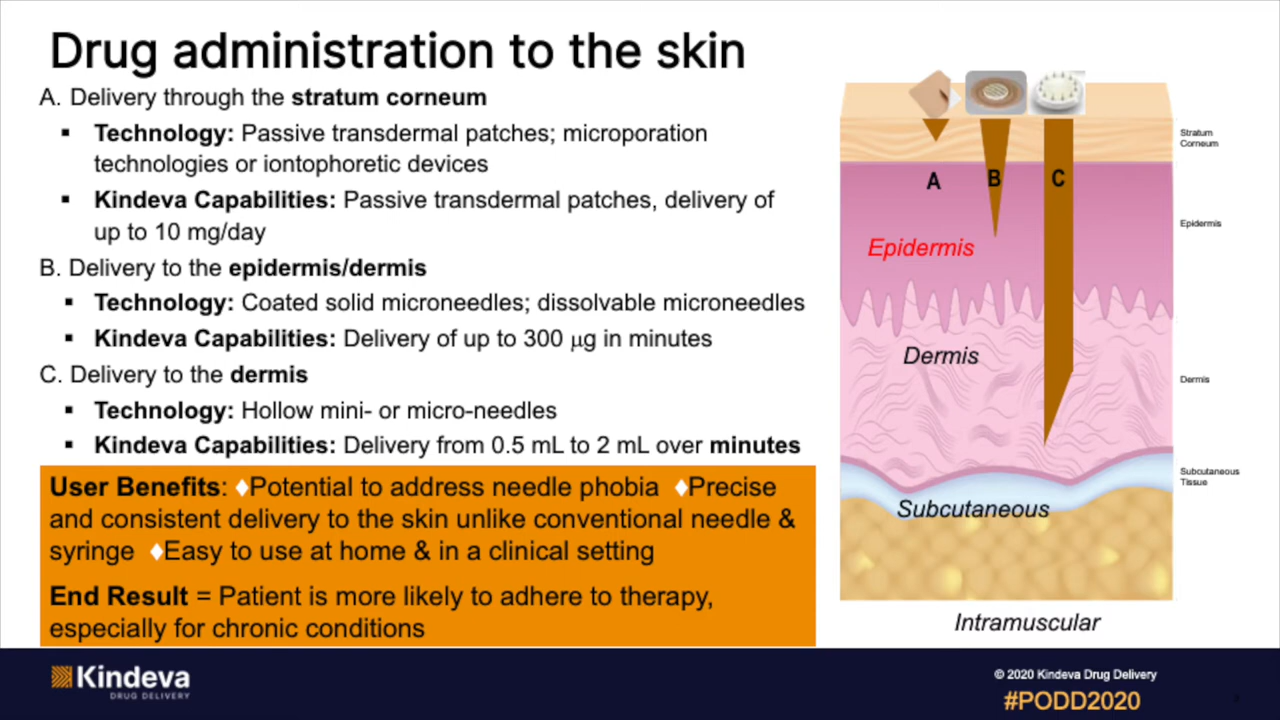 Drug administration to the skin
A. Delivery through the stratum corneum
▪ Technology: Passive transdermal patches; microporation
technologies or iontophoretic devices
▪ Kindeva Capabilities: Passive transdermal patches, delivery of
up to 10 mg/day
B. Delivery to the epidermis/dermis
▪ Technology: Coated solid microneedles; dissolvable microneedles
▪ Kindeva Capabilities: Delivery of up to 300 µg in minutes
C. Delivery to the dermis
▪ Technology: Hollow mini- or micro-needles
▪ Kindeva Capabilities: Delivery from 0.5 mL to 2 mL over minutes
User Benefits: ♦Potential to address needle phobia ♦Precise
and consistent delivery to the skin unlike conventional needle &
syringe ♦Easy to use at home & in a clinical setting
End Result = Patient is more likely to adhere to therapy,
especially for chronic conditions
A B C
Epidermis
Dermis
Subcutaneous
Intramuscular
Stratum
Corneum
Epidermis
Dermis
Subcutaneous
Tissue
Kindeva
DRUG DELIVERY
© 2020 Kindeva Drug Delivery
#PODD2020